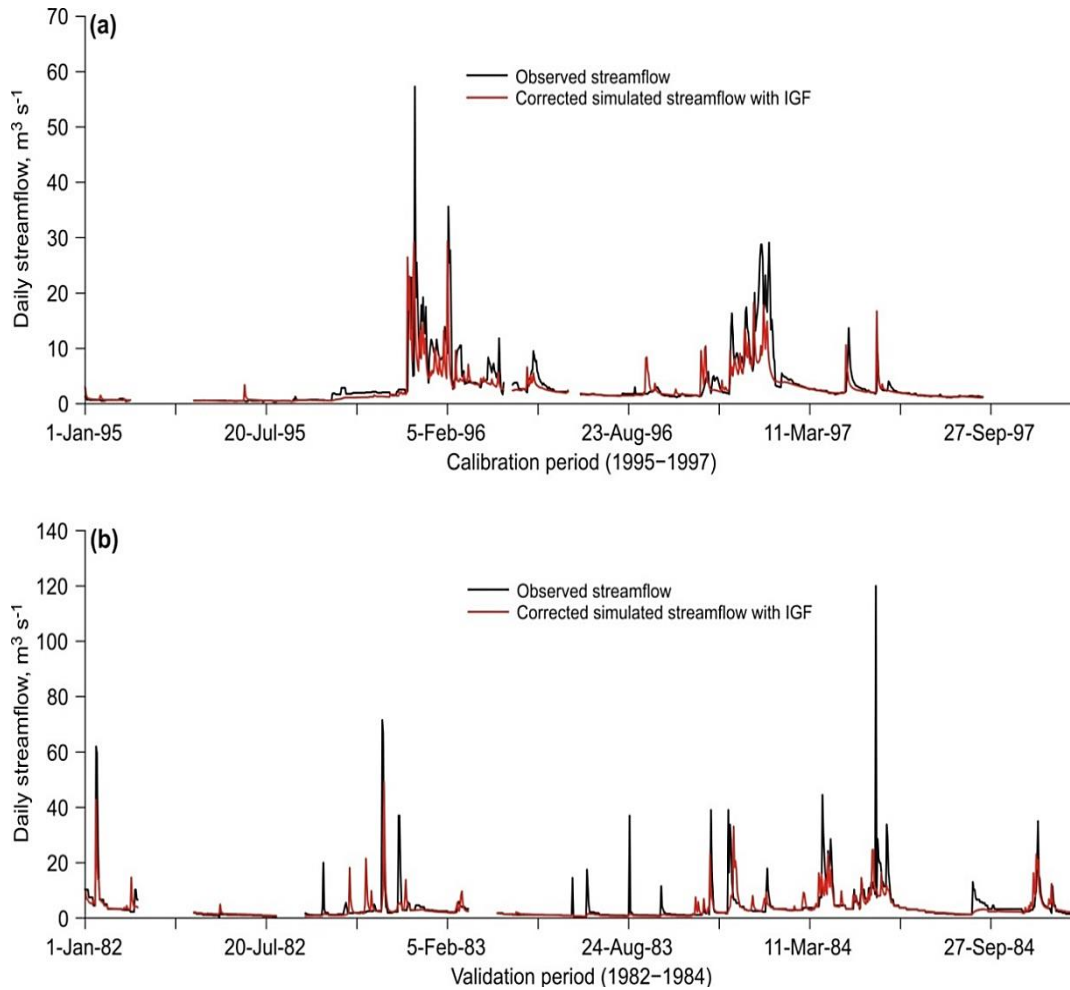 (a)
70
60
50
40
30
20
10
0
Daily streamflow, m³ s⁻¹
Observed streamflow
Corrected simulated streamflow with IGF
1-Jan-95 20-Jul-95 5-Feb-96 23-Aug-96 11-Mar-97 27-Sep-97
Calibration period (1995−1997)
(b)
140
120
100
80
60
40
20
0
Daily streamflow, m³ s⁻¹
Observed streamflow
Corrected simulated streamflow with IGF
1-Jan-82 20-Jul-82 5-Feb-83 24-Aug-83 11-Mar-84 27-Sep-84
Validation period (1982−1984)